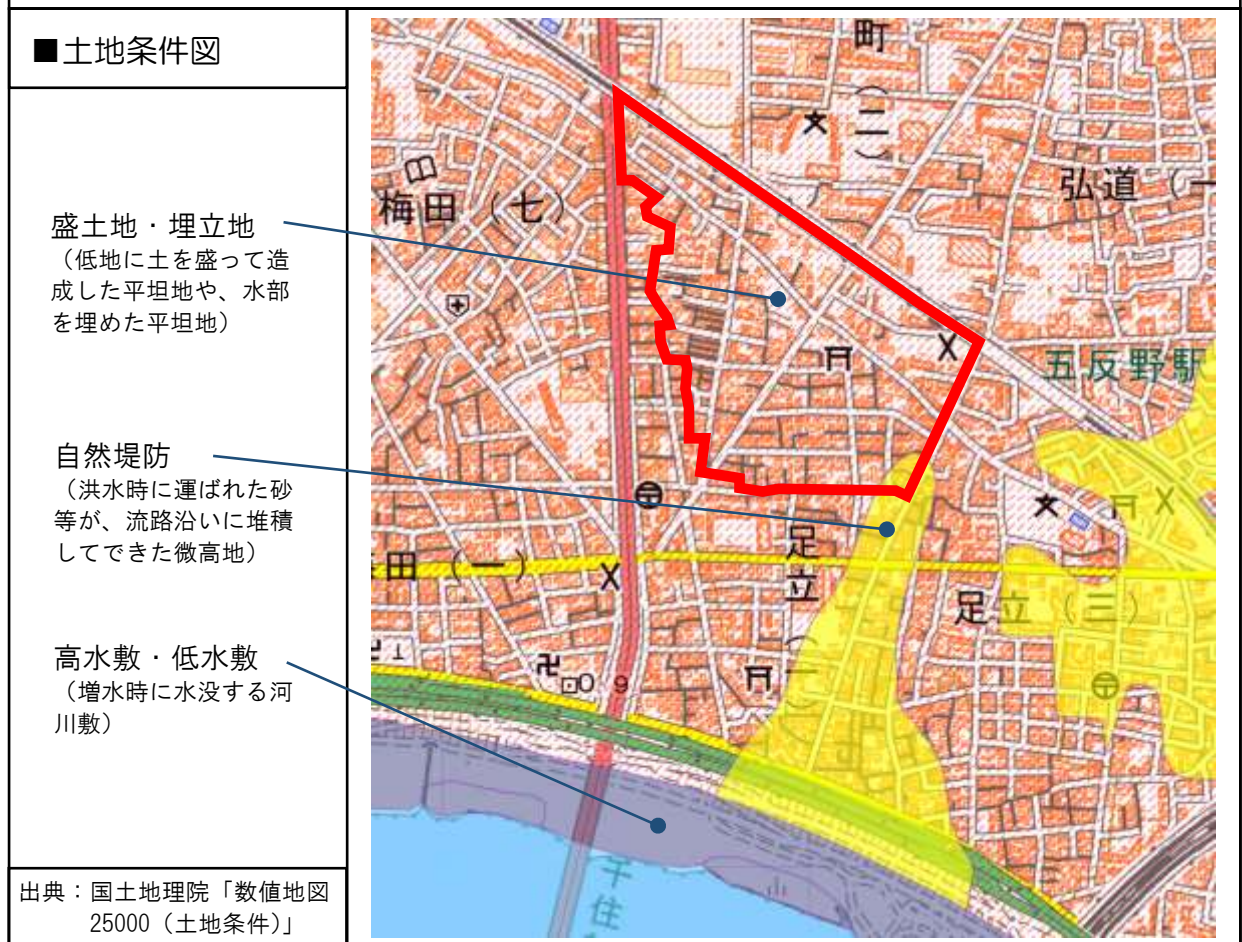 ■土地条件図
盛土地・埋立地
(低地に土を盛って造
成した平坦地や、水部
を埋めた平坦地)
自然堤防
(洪水時に運ばれた砂
等が、流路沿いに堆積
してできた微高地)
高水敷・低水敷
(増水時に水没する河
川敷)
出典:国土地理院「数値地図
25000(土地条件)」
町(二)
梅田(七)
弘道(一
五反野駅
田(一)
足立(三)
足立
0 9
千住